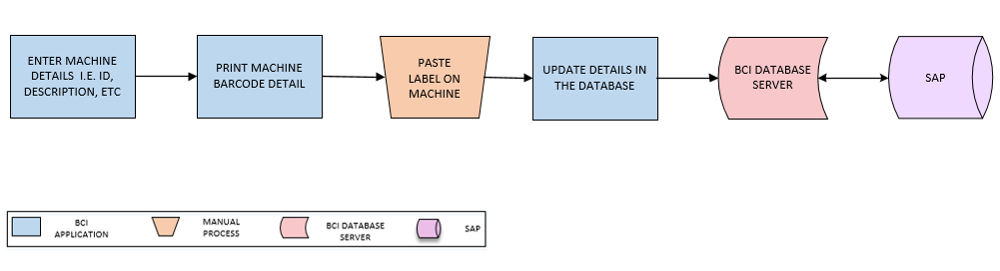 ENTER MACHINE
DETAILS I.E. ID,
DESCRIPTION, ETC
PRINT MACHINE
BARCODE DETAIL
PASTE
LABEL ON
MACHINE
UPDATE DETAILS IN
THE DATABASE
BCI DATABASE
SERVER
SAP
BCI
APPLICATION
MANUAL
PROCESS
BCI DATABASE
SERVER
SAP